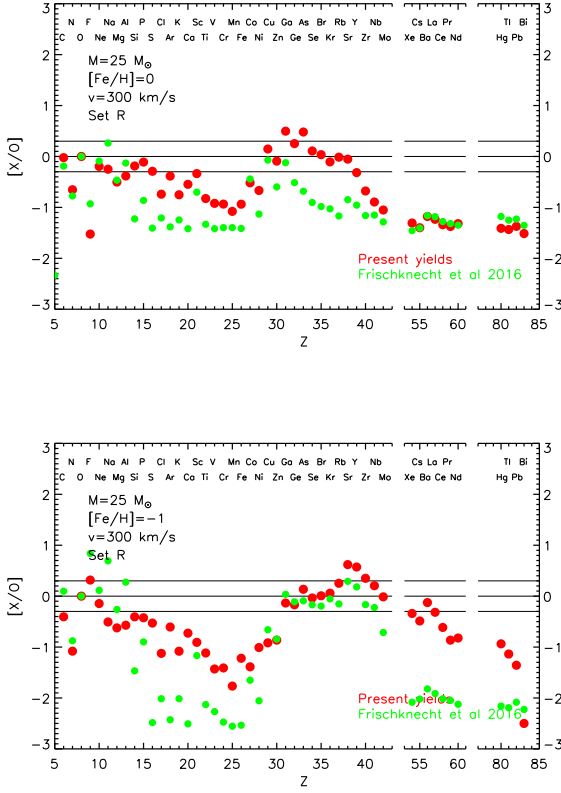 N F Na Al P Cl K Sc V Mn Co Cu Ga As Br Rb Y Nb Cs La Pr Tl Bi
C O Ne Mg Si S Ar Ca Ti Cr Fe Ni Zn Ge Se Kr Sr Zr Mo Xe Ba Ce Nd Hg Pb
M=25 M⊙
[Fe/H]=0
v=300 km/s
Set R
3
2
1
0
−1
−2
−3
[X/O]
Present yields
Frischknecht et al 2016
5 10 15 20 25 30 35 40 55 60 80 85
Z
N F Na Al P Cl K Sc V Mn Co Cu Ga As Br Rb Y Nb Cs La Pr Tl Bi
C O Ne Mg Si S Ar Ca Ti Cr Fe Ni Zn Ge Se Kr Sr Zr Mo Xe Ba Ce Nd Hg Pb
M=25 M⊙
[Fe/H]=−1
v=300 km/s
Set R
3
2
1
0
−1
−2
−3
[X/O]
Present yields
Frischknecht et al 2016
5 10 15 20 25 30 35 40 55 60 80 85
Z